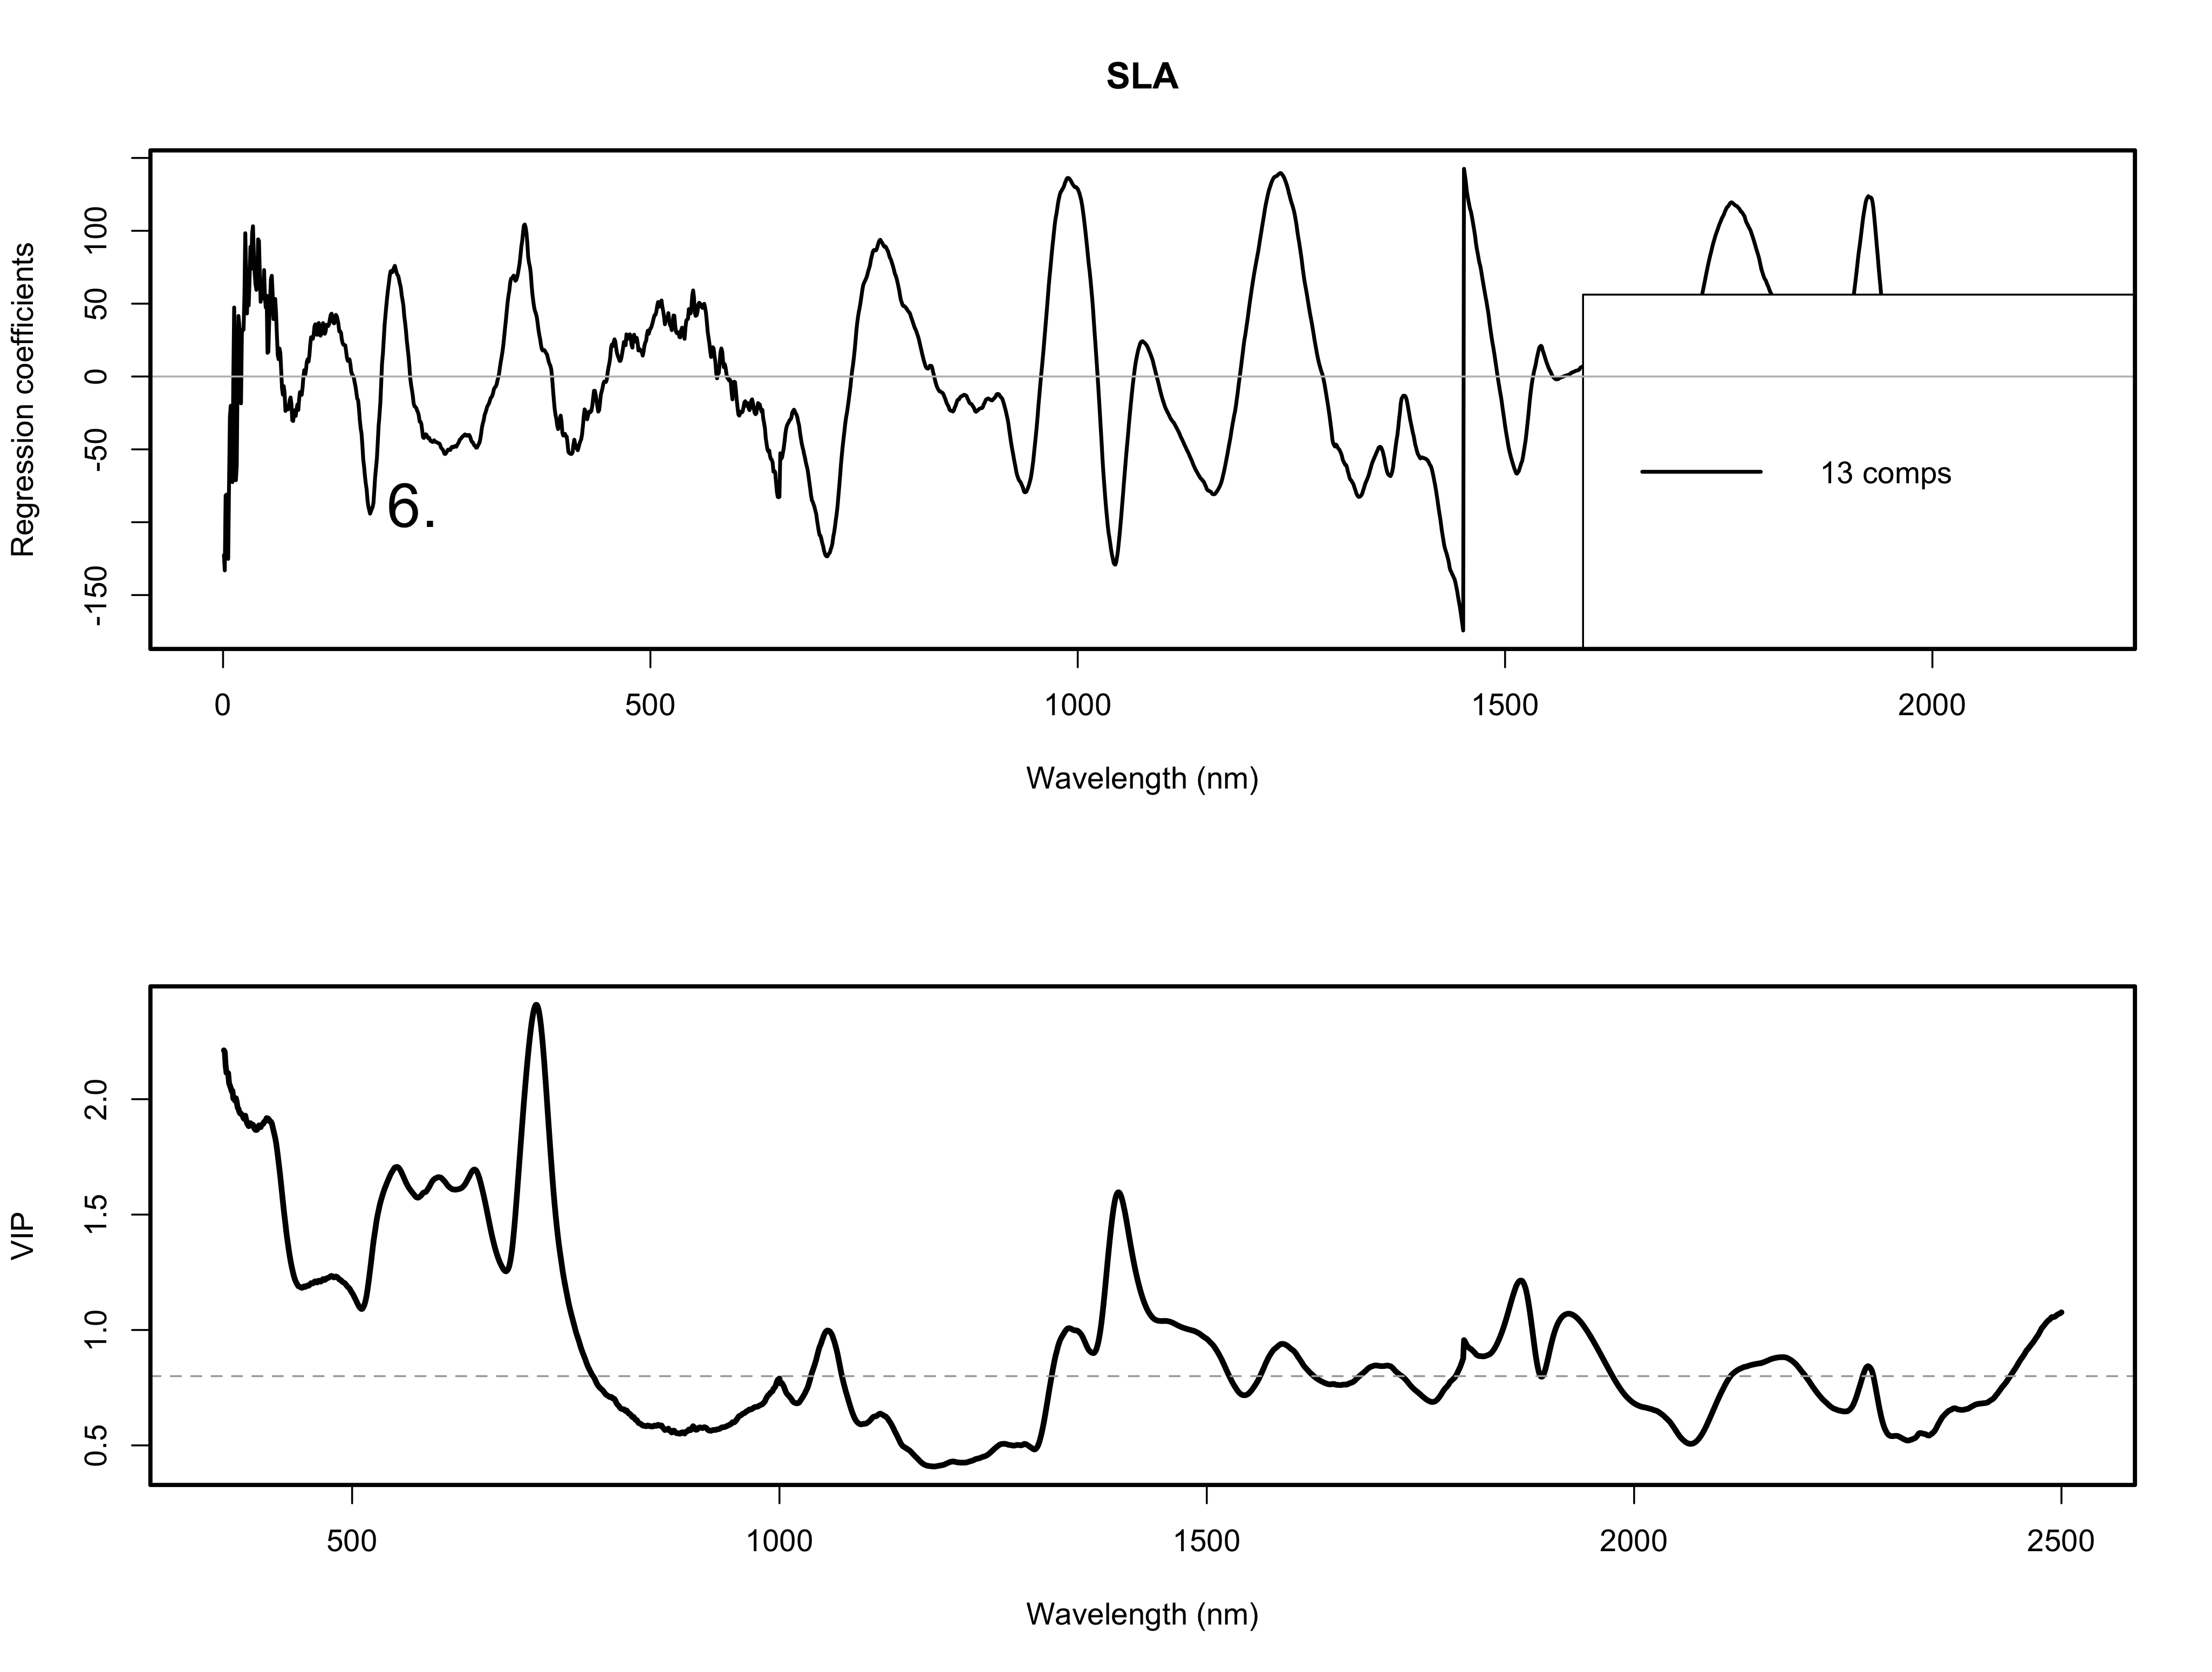 SLA
Regression coefficients
100
50
0
-50
-150
6.
13 comps
0 500 1000 1500 2000
Wavelength (nm)
VIP
2.0
1.5
1.0
0.5
500 1000 1500 2000 2500
Wavelength (nm)